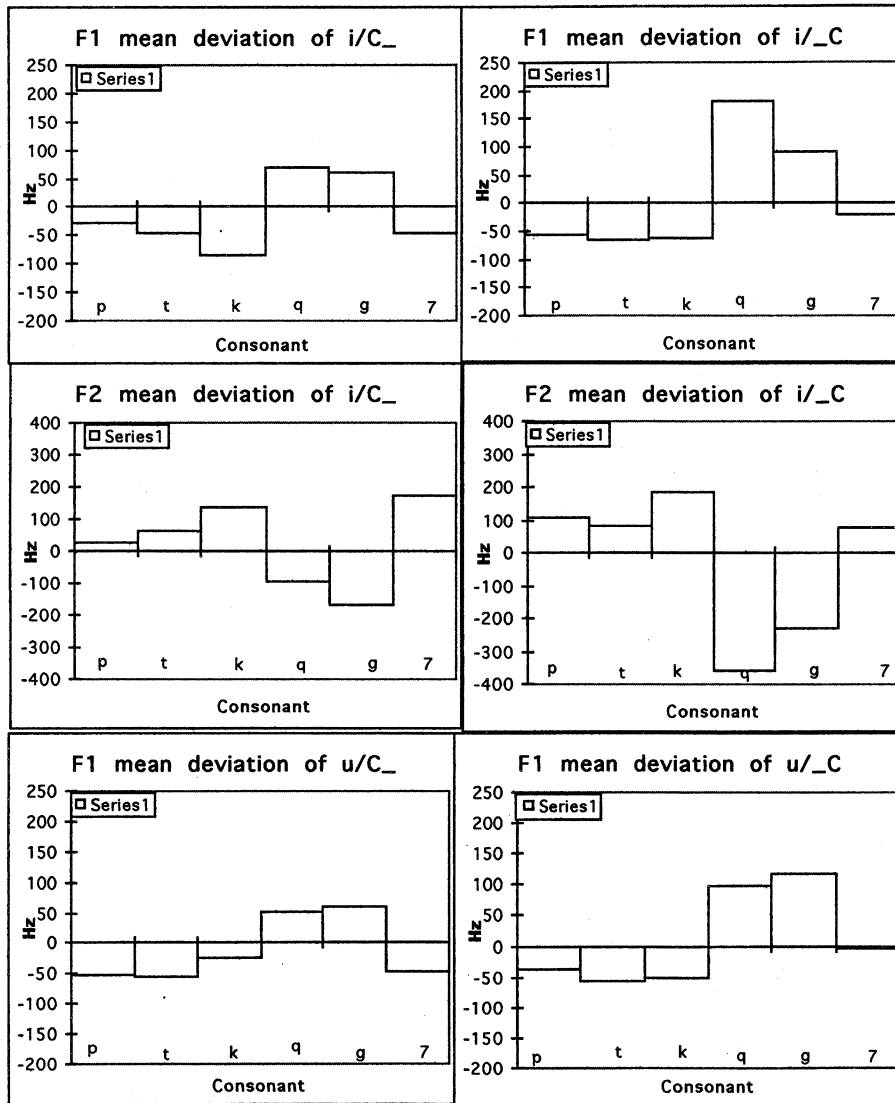 F1 mean deviation of i/C_
250
200
150
100
50
0
-50
-100
-150
-200
Hz
Series1
p t k q g 7
Consonant
F1 mean deviation of i/_C
250
200
150
100
50
0
-50
-100
-150
-200
Hz
Series1
p t k q g 7
Consonant
F2 mean deviation of i/C_
400
300
200
100
0
-100
-200
-300
-400
Hz
Series1
p t k q g 7
Consonant
F2 mean deviation of i/_C
400
300
200
100
0
-100
-200
-300
-400
Hz
Series1
p t k q g 7
Consonant
F1 mean deviation of u/C_
250
200
150
100
50
0
-50
-100
-150
-200
Hz
Series1
p t k q g 7
Consonant
F1 mean deviation of u/_C
250
200
150
100
50
0
-50
-100
-150
-200
Hz
Series1
p t k q g 7
Consonant